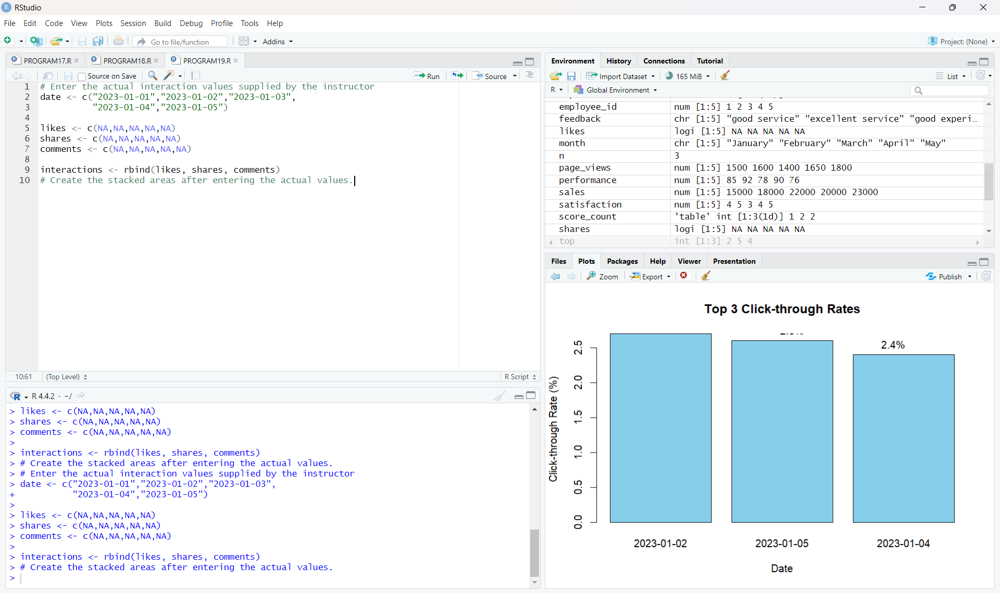 RStudio
File Edit Code View Plots Session Build Debug Profile Tools Help
Go to file/function Addins Project: (None)
PROGRAM17.R PROGRAM18.R PROGRAM19.R
Source on Save Run Source
1 # Enter the actual interaction values supplied by the instructor
2 date <- c("2023-01-01","2023-01-02","2023-01-03",
3 "2023-01-04","2023-01-05")
4
5 likes <- c(NA,NA,NA,NA,NA)
6 shares <- c(NA,NA,NA,NA,NA)
7 comments <- c(NA,NA,NA,NA,NA)
8
9 interactions <- rbind(likes, shares, comments)
10 # Create the stacked areas after entering the actual values.
10:61 (Top Level) R Script
R 4.4.2 · ~/
> likes <- c(NA,NA,NA,NA,NA)
> shares <- c(NA,NA,NA,NA,NA)
> comments <- c(NA,NA,NA,NA,NA)
>
> interactions <- rbind(likes, shares, comments)
> # Create the stacked areas after entering the actual values.
> # Enter the actual interaction values supplied by the instructor
> date <- c("2023-01-01","2023-01-02","2023-01-03",
+ "2023-01-04","2023-01-05")
>
> likes <- c(NA,NA,NA,NA,NA)
> shares <- c(NA,NA,NA,NA,NA)
> comments <- c(NA,NA,NA,NA,NA)
>
> interactions <- rbind(likes, shares, comments)
> # Create the stacked areas after entering the actual values.
>
Environment History Connections Tutorial
Import Dataset 165 MiB List
R Global Environment
employee_id num [1:5] 1 2 3 4 5
feedback chr [1:5] "good service" "excellent service" "good experi…
likes logi [1:5] NA NA NA NA NA
month chr [1:5] "January" "February" "March" "April" "May"
n 3
page_views num [1:5] 1500 1600 1400 1650 1800
performance num [1:5] 85 92 78 90 76
sales num [1:5] 15000 18000 22000 20000 23000
satisfaction num [1:5] 4 5 3 4 5
score_count 'table' int [1:3(1d)] 1 2 2
shares logi [1:5] NA NA NA NA NA
top int [1:3] 2 5 4
Files Plots Packages Help Viewer Presentation
Zoom Export Publish
Top 3 Click-through Rates
2.4%
Click-through Rate (%)
2.5
2.0
1.5
1.0
0.5
0.0
2023-01-02 2023-01-05 2023-01-04
Date